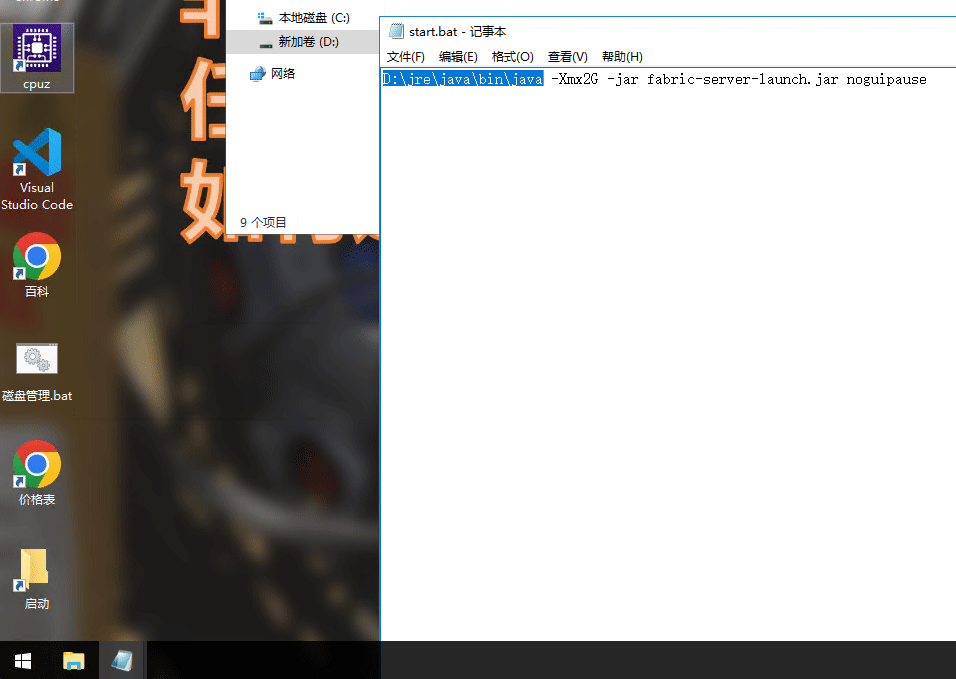 cpuz
Visual
Studio Code
百科
磁盘管理.bat
价格表
启动
本地磁盘 (C:)
新加卷 (D:)
网络
9 个项目
start.bat - 记事本
文件(F) 编辑(E) 格式(O) 查看(V) 帮助(H)
D:\jre\java\bin\java -Xmx2G -jar fabric-server-launch.jar noguipause